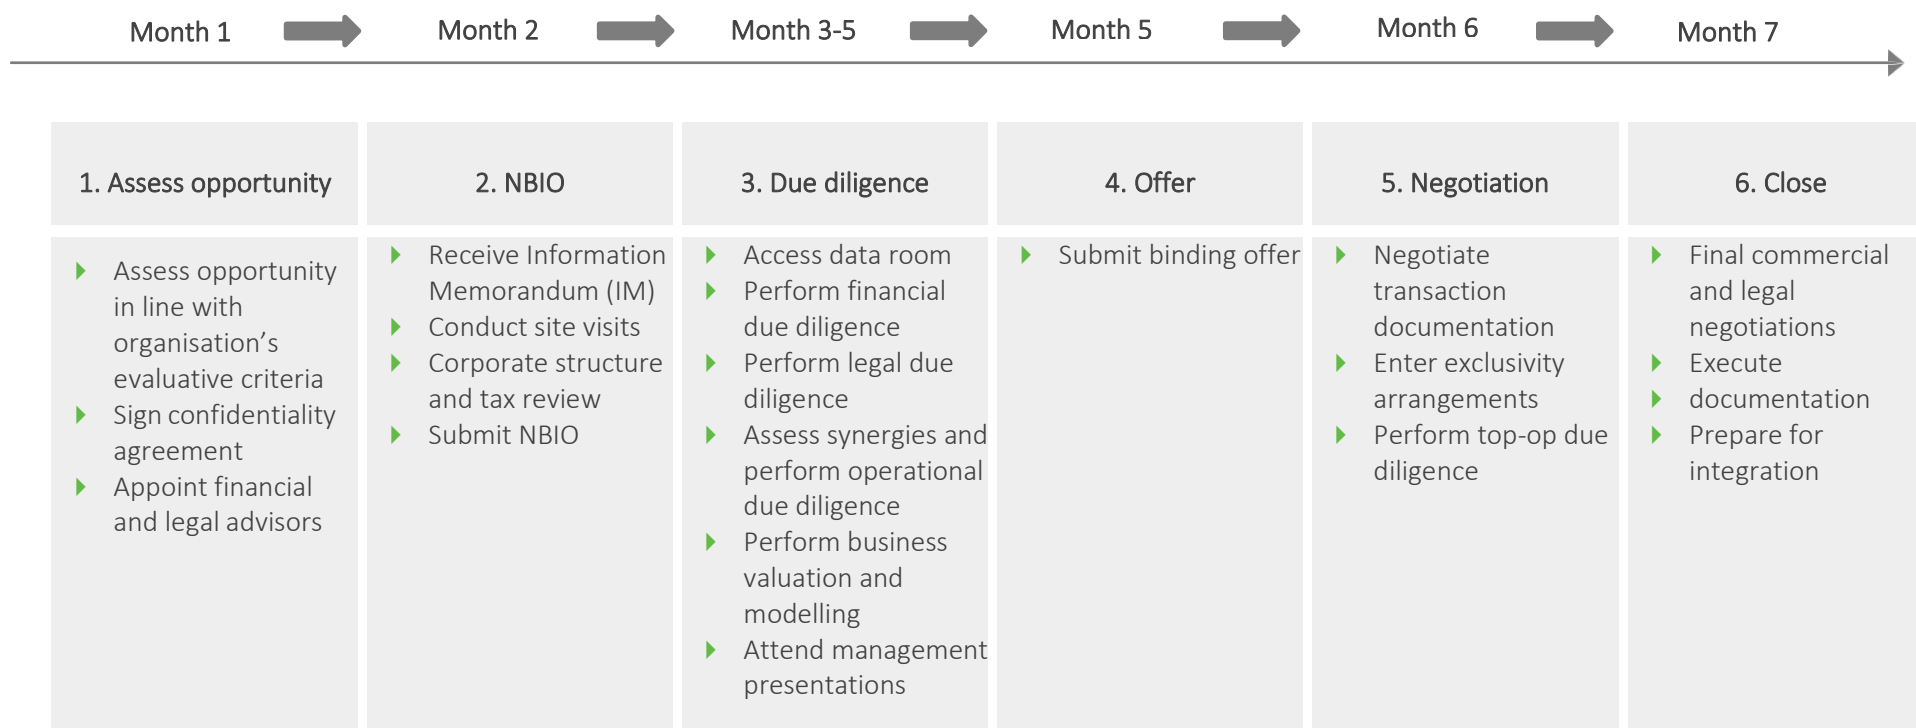 Month 1
Month 2
Month 3-5
Month 5
Month 6
Month 7
1. Assess opportunity
2. NBIO
3. Due diligence
4. Offer
5. Negotiation
6. Close
Assess opportunity
in line with
organisation’s
evaluative criteria
Sign confidentiality
agreement
Appoint financial
and legal advisors
Receive Information
Memorandum (IM)
Conduct site visits
Corporate structure
and tax review
Submit NBIO
Access data room
Perform financial
due diligence
Perform legal due
diligence
Assess synergies and
perform operational
due diligence
Perform business
valuation and
modelling
Attend management
presentations
Submit binding offer
Negotiate
transaction
documentation
Enter exclusivity
arrangements
Perform top-op due
diligence
Final commercial
and legal
negotiations
Execute
documentation
Prepare for
integration